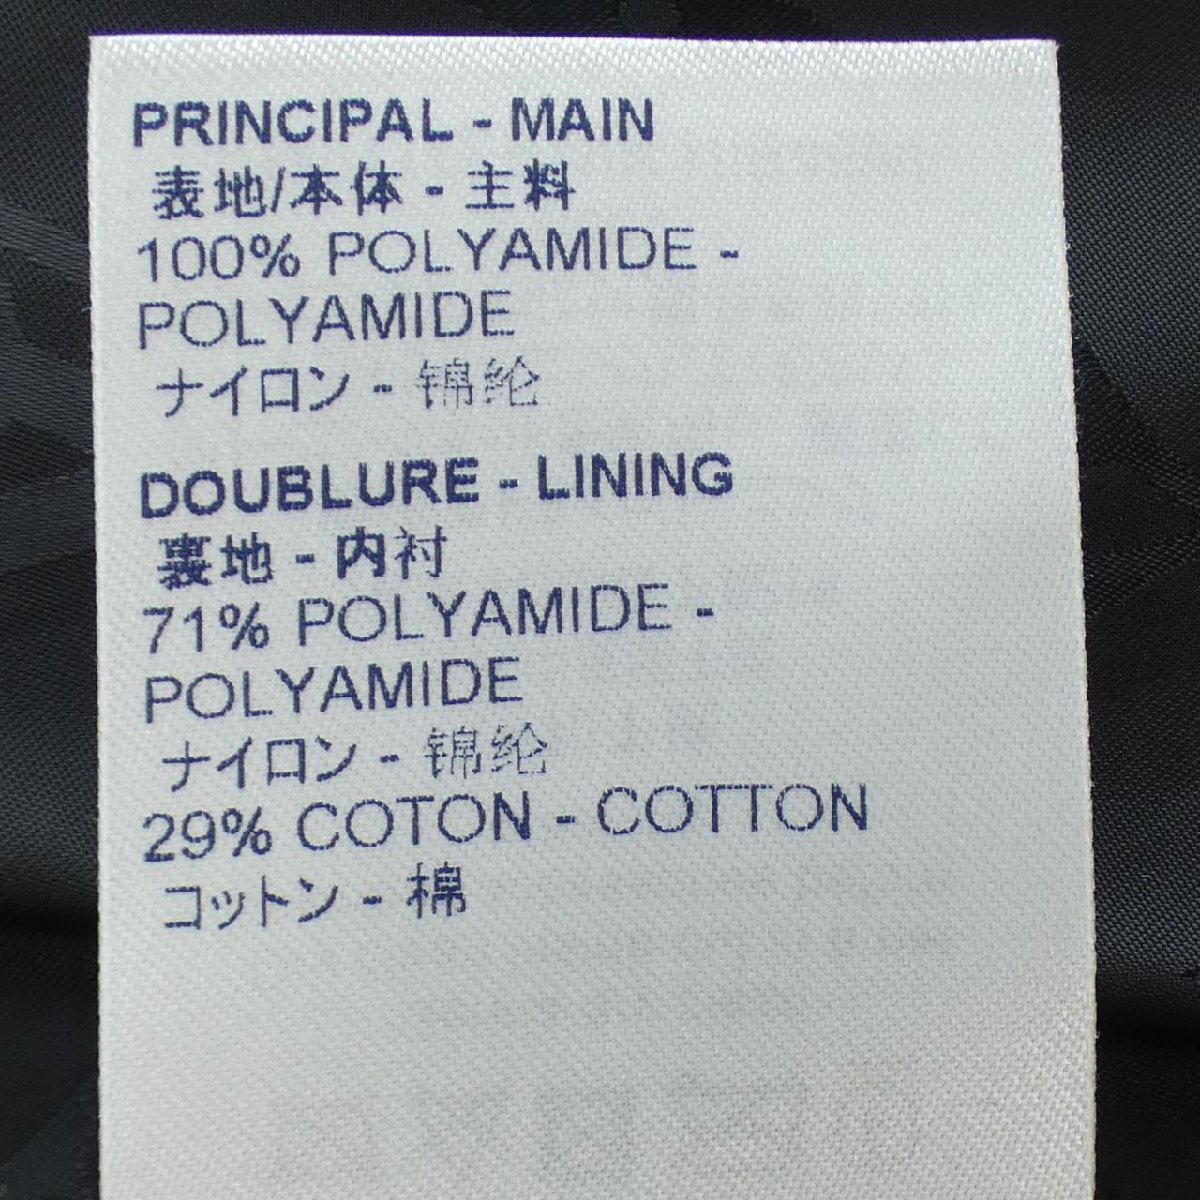 PRINCIPAL - MAIN
表地/本体 - 主料
100% POLYAMIDE -
POLYAMIDE
ナイロン - 锦纶
DOUBLURE - LINING
裏地 - 内衬
71% POLYAMIDE -
POLYAMIDE
ナイロン - 锦纶
29% COTON - COTTON
コットン - 棉